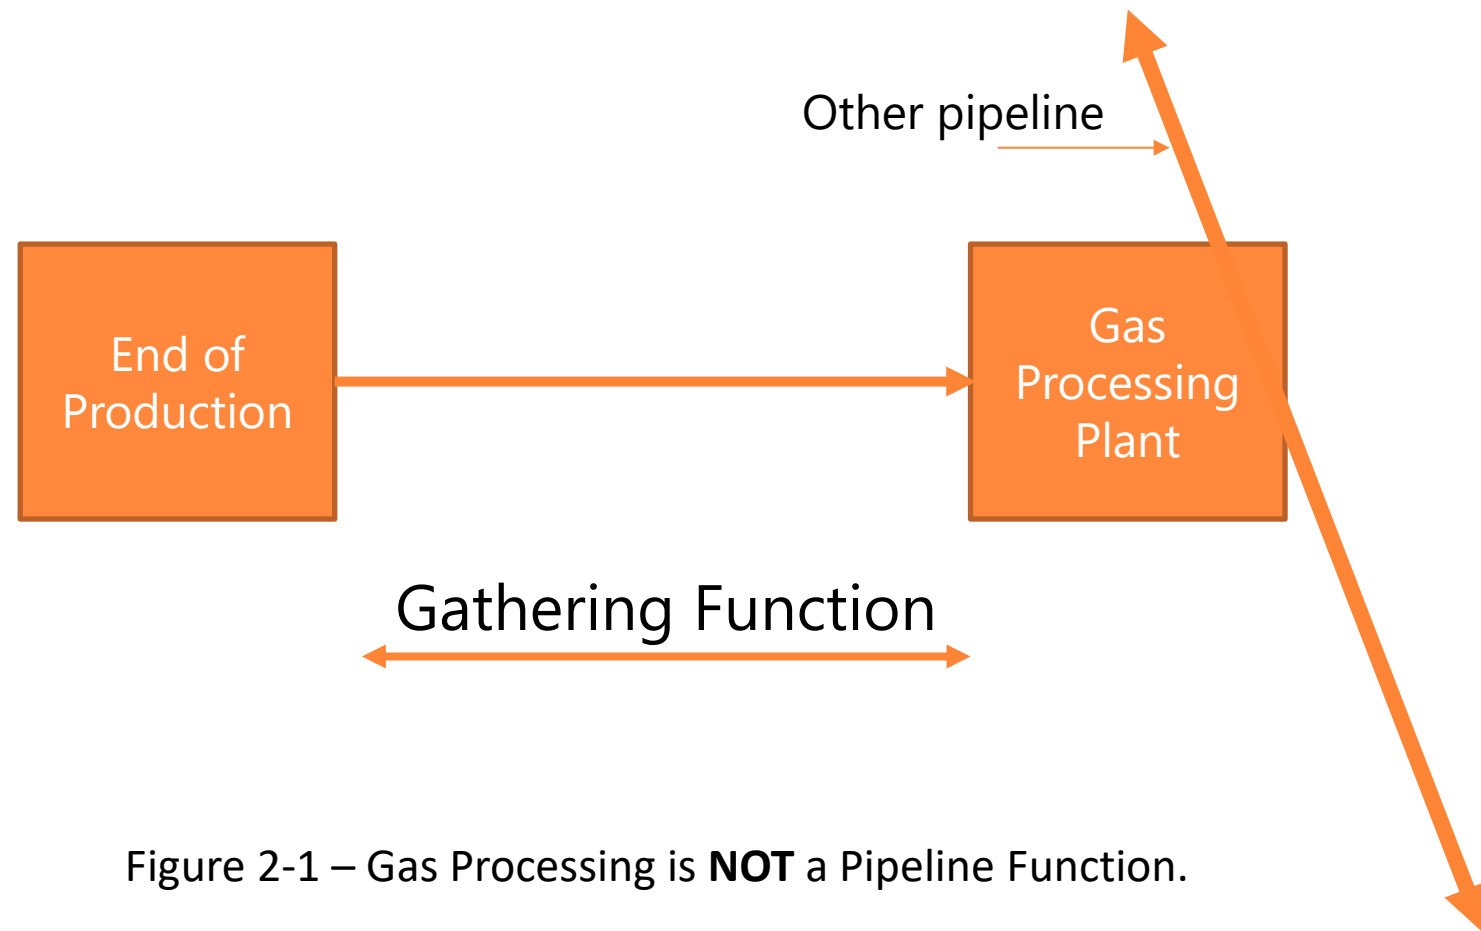 Other pipeline
End of
Production
Gas
Processing
Plant
Gathering Function
Figure 2-1 – Gas Processing is NOT a Pipeline Function.